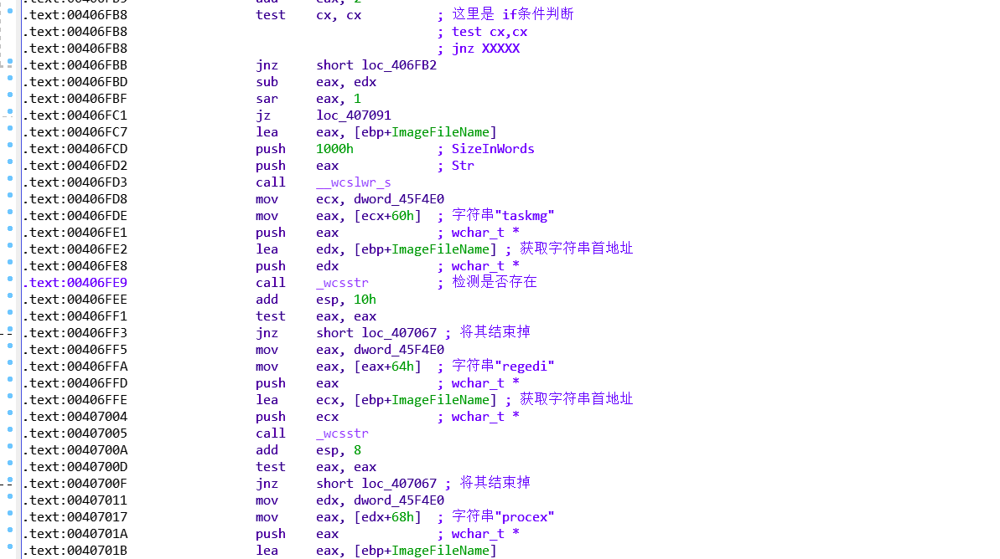 add eax, 2
.text:00406FB8 test cx, cx ; 这里是 if条件判断
.text:00406FB8 ; test cx,cx
.text:00406FB8 ; jnz XXXXX
.text:00406FBB jnz short loc_406FB2
.text:00406FBD sub eax, edx
.text:00406FBF sar eax, 1
.text:00406FC1 jz loc_407091
.text:00406FC7 lea eax, [ebp+ImageFileName]
.text:00406FCD push 1000h ; SizeInWords
.text:00406FD2 push eax ; Str
.text:00406FD3 call __wcslwr_s
.text:00406FD8 mov ecx, dword_45F4E0
.text:00406FDE mov eax, [ecx+60h] ; 字符串"taskmg"
.text:00406FE1 push eax ; wchar_t *
.text:00406FE2 lea edx, [ebp+ImageFileName] ; 获取字符串首地址
.text:00406FE8 push edx ; wchar_t *
.text:00406FE9 call _wcsstr ; 检测是否存在
.text:00406FEE add esp, 10h
.text:00406FF1 test eax, eax
.text:00406FF3 jnz short loc_407067 ; 将其结束掉
.text:00406FF5 mov eax, dword_45F4E0
.text:00406FFA mov eax, [eax+64h] ; 字符串"regedi"
.text:00406FFD push eax ; wchar_t *
.text:00406FFE lea ecx, [ebp+ImageFileName] ; 获取字符串首地址
.text:00407004 push ecx ; wchar_t *
.text:00407005 call _wcsstr
.text:0040700A add esp, 8
.text:0040700D test eax, eax
.text:0040700F jnz short loc_407067 ; 将其结束掉
.text:00407011 mov edx, dword_45F4E0
.text:00407017 mov eax, [edx+68h] ; 字符串"procex"
.text:0040701A push eax ; wchar_t *
.text:0040701B lea eax, [ebp+ImageFileName]